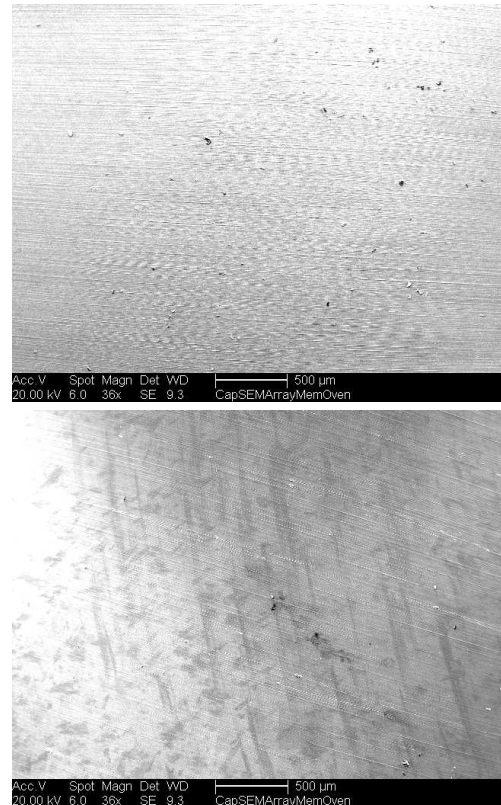 Acc.V Spot Magn Det WD 500 µm
20.00 kV 6.0 36x SE 9.3 CapSEMArrayMemOven
Acc.V Spot Magn Det WD 500 µm
20.00 kV 6.0 36x SE 9.3 CapSEMArrayMemOven